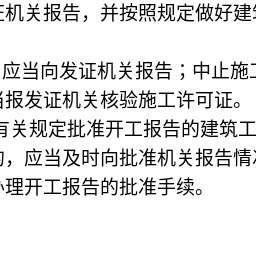 证机关报告，并按照规定做好建筑
应当向发证机关报告；中止施工
当报发证机关核验施工许可证。
有关规定批准开工报告的建筑工
的，应当及时向批准机关报告情况
办理开工报告的批准手续。